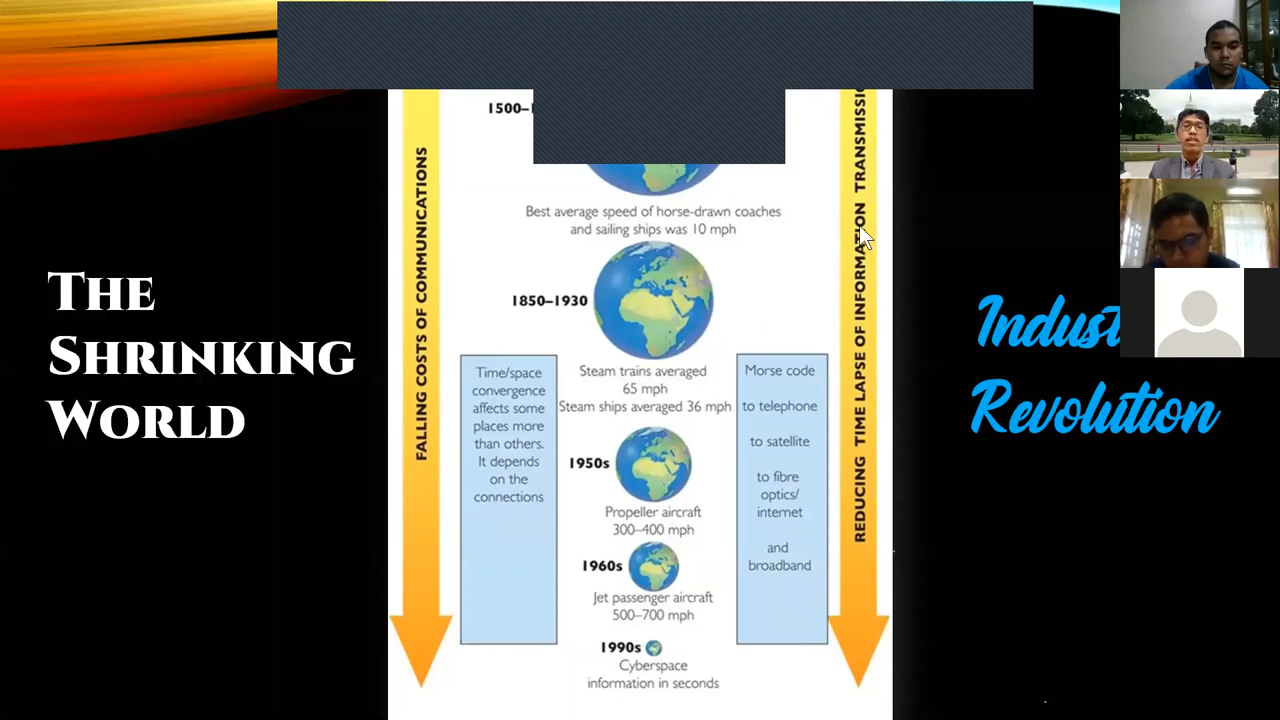 THE
SHRINKING
WORLD
FALLING COSTS OF COMMUNICATIONS
Best average speed of horse-drawn coaches
and sailing ships was 10 mph
1850–1930
Steam trains averaged
65 mph
Steam ships averaged 36 mph
Time/space
convergence
affects some
places more
than others.
It depends
on the
connections
1950s
Propeller aircraft
300–400 mph
1960s
Jet passenger aircraft
500–700 mph
1990s
Cyberspace
information in seconds
Morse code
to telephone
to satellite
to fibre
optics/
internet
and
broadband
REDUCING TIME LAPSE OF INFORMATION
Revolution